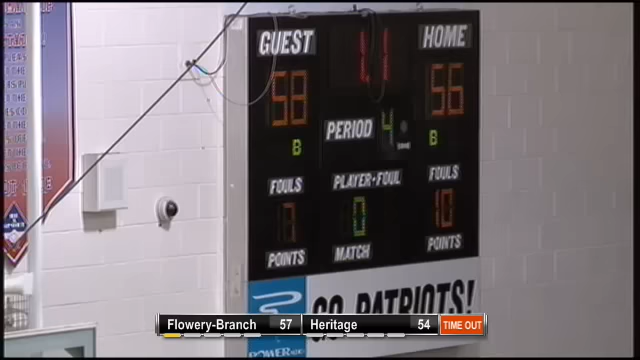 GUEST
HOME
1.1
58
56
PERIOD 4
B
B
FOULS
PLAYER•FOUL
FOULS
7
0
10
POINTS
MATCH
POINTS
GO PATRIOTS!
POWER
Flowery-Branch 57 Heritage 54 TIME OUT